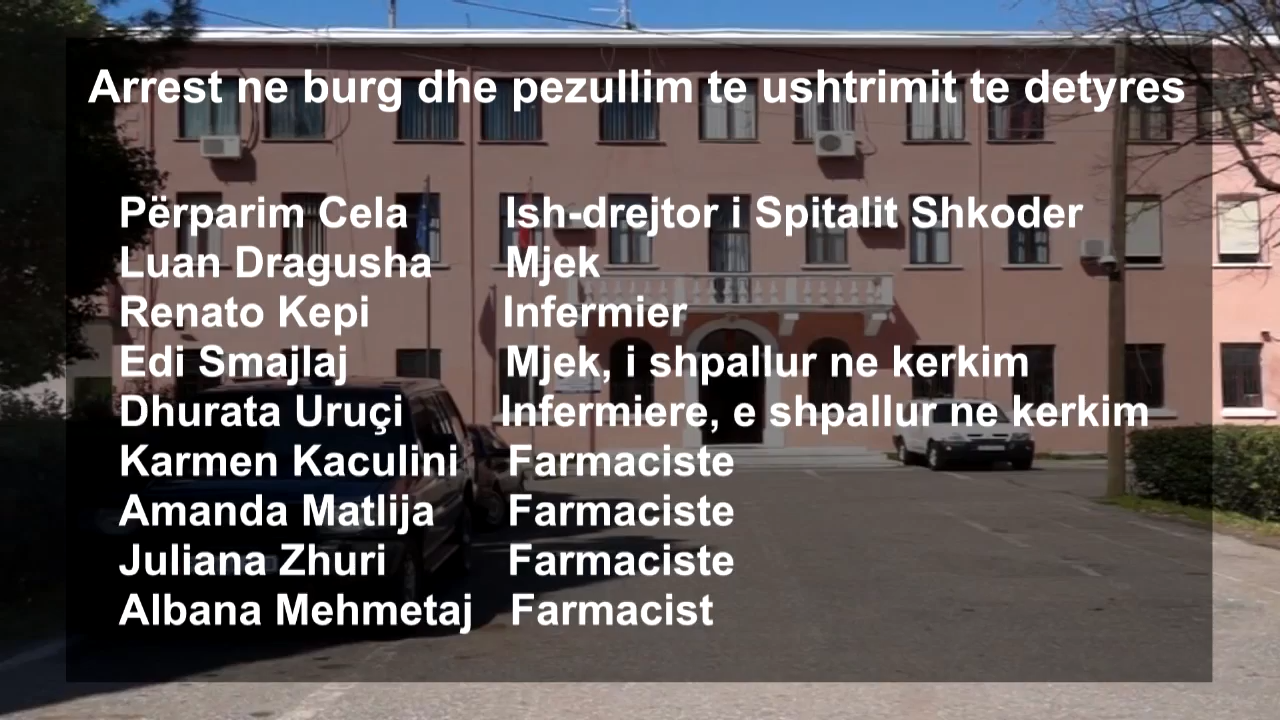 Arrest ne burg dhe pezullim te ushtrimit te detyres
Përparim Cela Ish-drejtor i Spitalit Shkoder
Luan Dragusha Mjek
Renato Kepi Infermier
Edi Smajlaj Mjek, i shpallur ne kerkim
Dhurata Uruçi Infermiere, e shpallur ne kerkim
Karmen Kaculini Farmaciste
Amanda Matlija Farmaciste
Juliana Zhuri Farmaciste
Albana Mehmetaj Farmacist